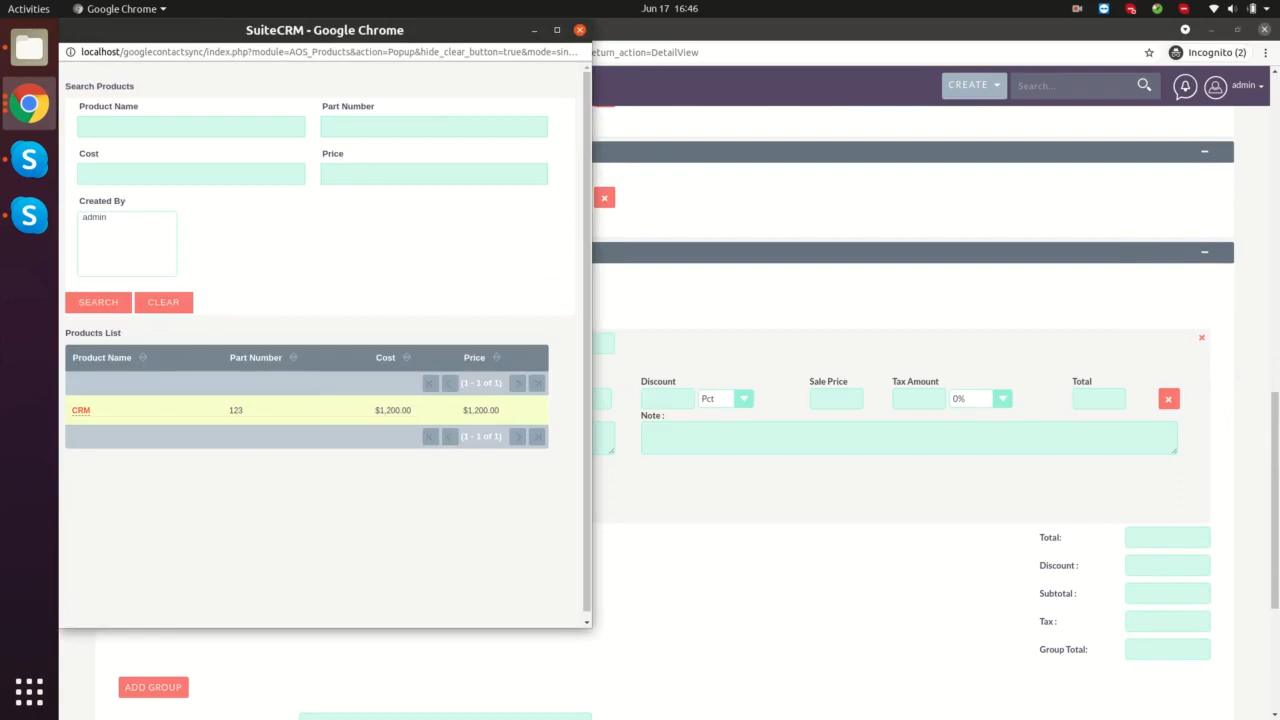 Activities
Google Chrome
Jun 17 16:46
SuiteCRM - Google Chrome
localhost/googlecontactsync/index.php?module=AOS_Products&action=Popup&hide_clear_button=true&mode=sin...
eturn_action=DetailView
Incognito (2)
Search Products
CREATE
Search...
admin
Product Name
Part Number
Cost
Price
Created By
admin
SEARCH
CLEAR
Products List
Product Name
Part Number
Cost
Price
(1 - 1 of 1)
CRM
123
$1,200.00
$1,200.00
(1 - 1 of 1)
Discount
Sale Price
Tax Amount
Total
Pct
0%
Note :
Total:
Discount :
Subtotal :
Tax :
Group Total:
ADD GROUP